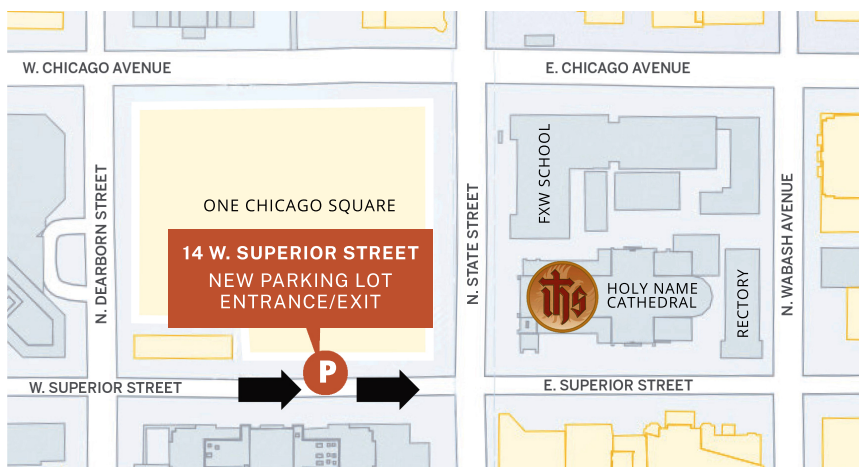 W. CHICAGO AVENUE
E. CHICAGO AVENUE
N. DEARBORN STREET
ONE CHICAGO SQUARE
14 W. SUPERIOR STREET
NEW PARKING LOT
ENTRANCE/EXIT
P
N. STATE STREET
FXW SCHOOL
ihs
HOLY NAME
CATHEDRAL
RECTORY
N. WABASH AVENUE
W. SUPERIOR STREET
E. SUPERIOR STREET